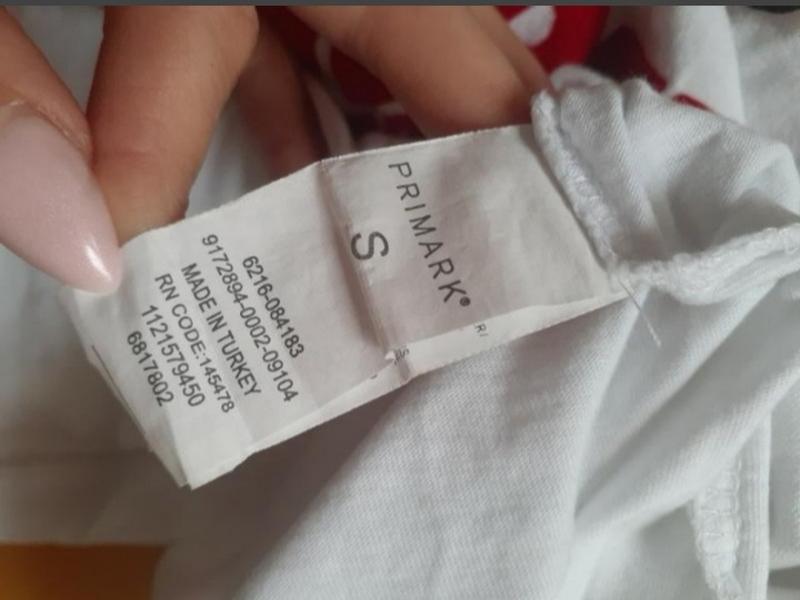 PRIMARK®
S
6216-084183
9172894-0002-09104
MADE IN TURKEY
RN CODE:145478
1121579450
6817802